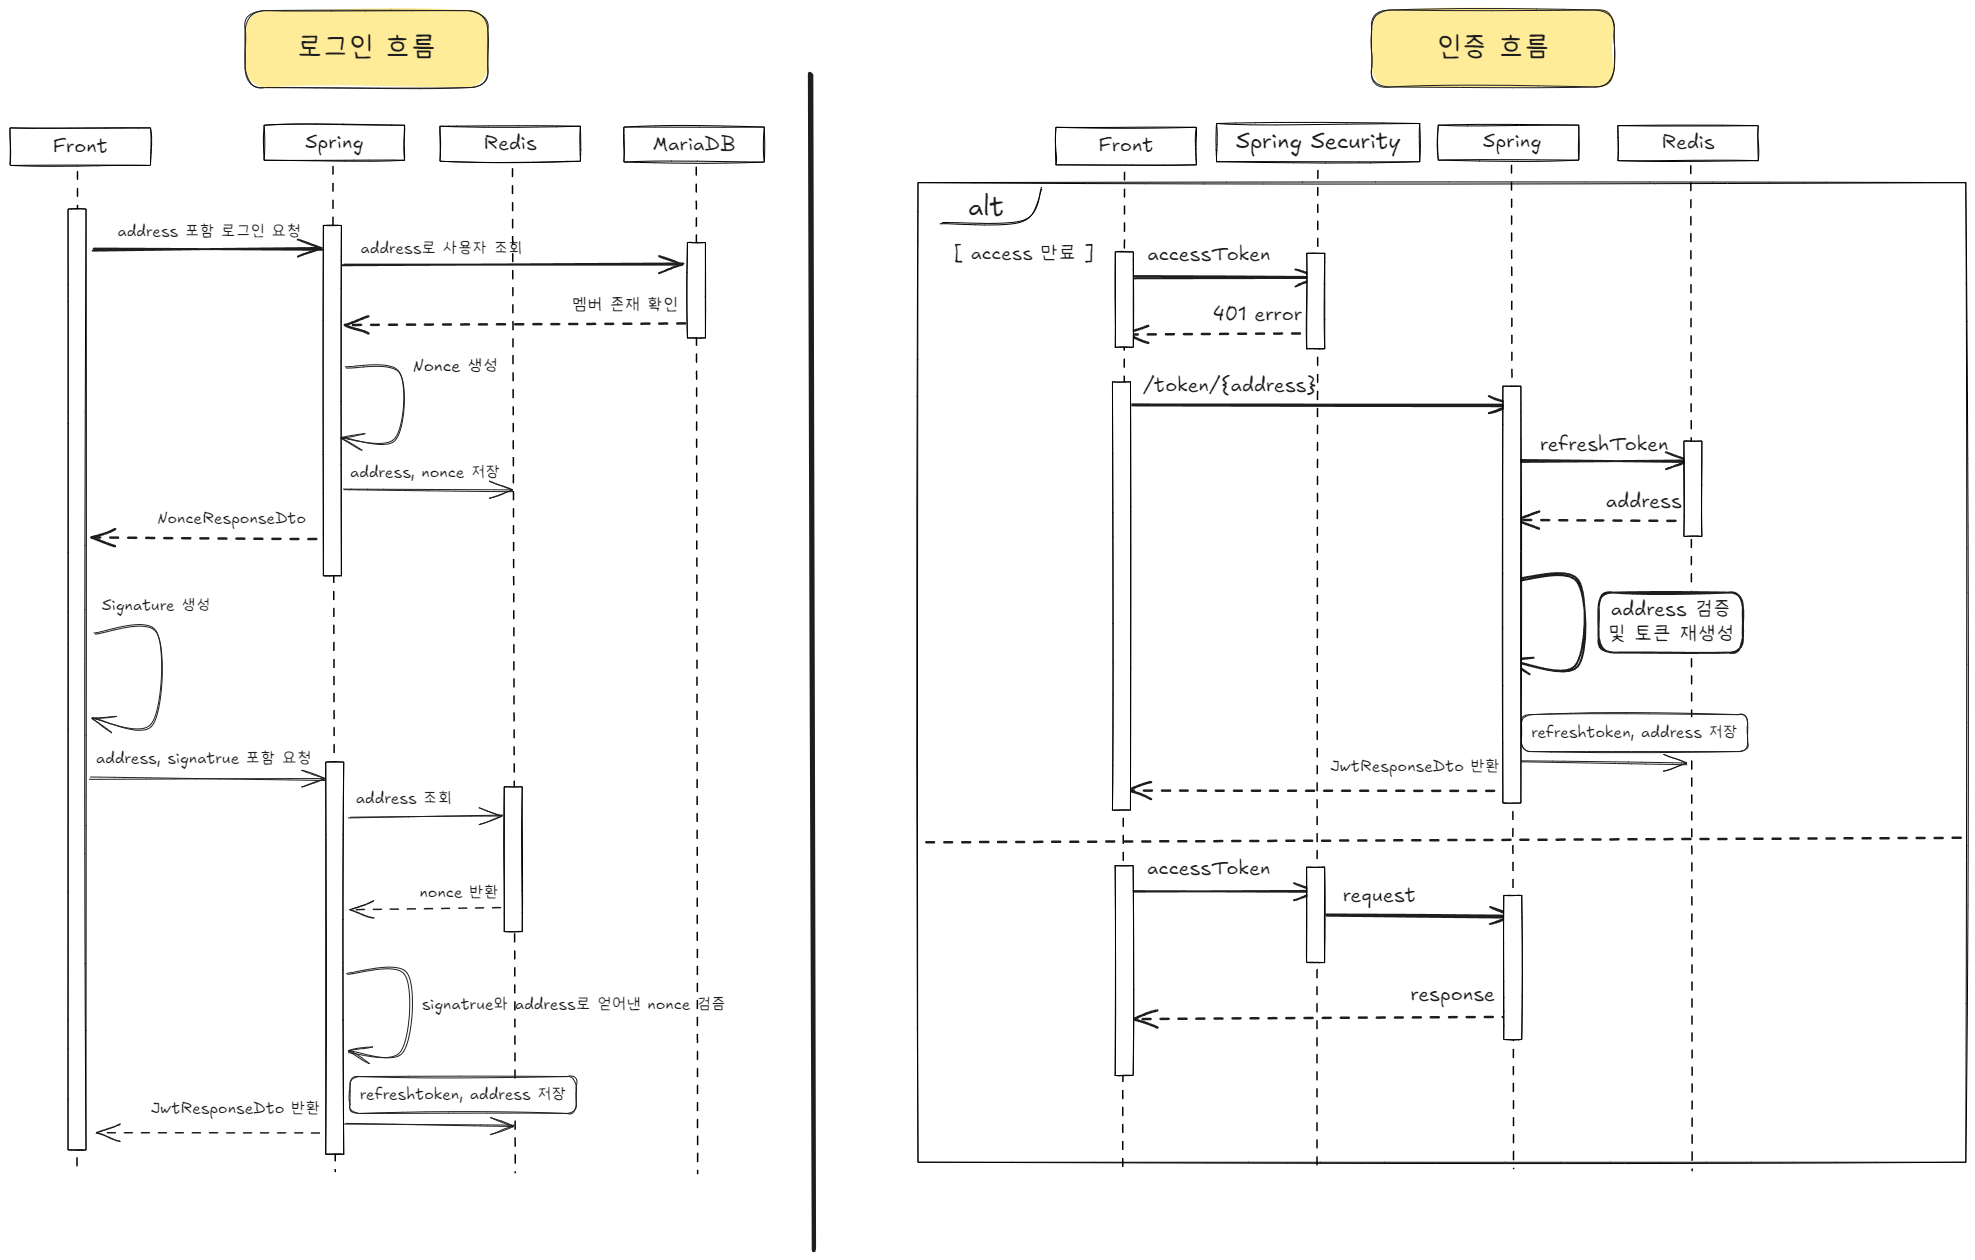 로그인 흐름
Front
Spring
Redis
MariaDB
address 포함 로그인 요청
address로 사용자 조회
멤버 존재 확인
Nonce 생성
address, nonce 저장
NonceResponseDto
Signature 생성
address, signatrue 포함 요청
address 조회
nonce 반환
signatrue와 address로 얻어낸 nonce 검즘
refreshtoken, address 저장
JwtResponseDto 반환
인증 흐름
Front
Spring Security
Spring
Redis
alt
[ access 만료 ]
accessToken
401 error
/token/{address}
refreshToken
address
address 검증
및 토큰 재생성
refreshtoken, address 저장
JwtResponseDto 반환
accessToken
request
response